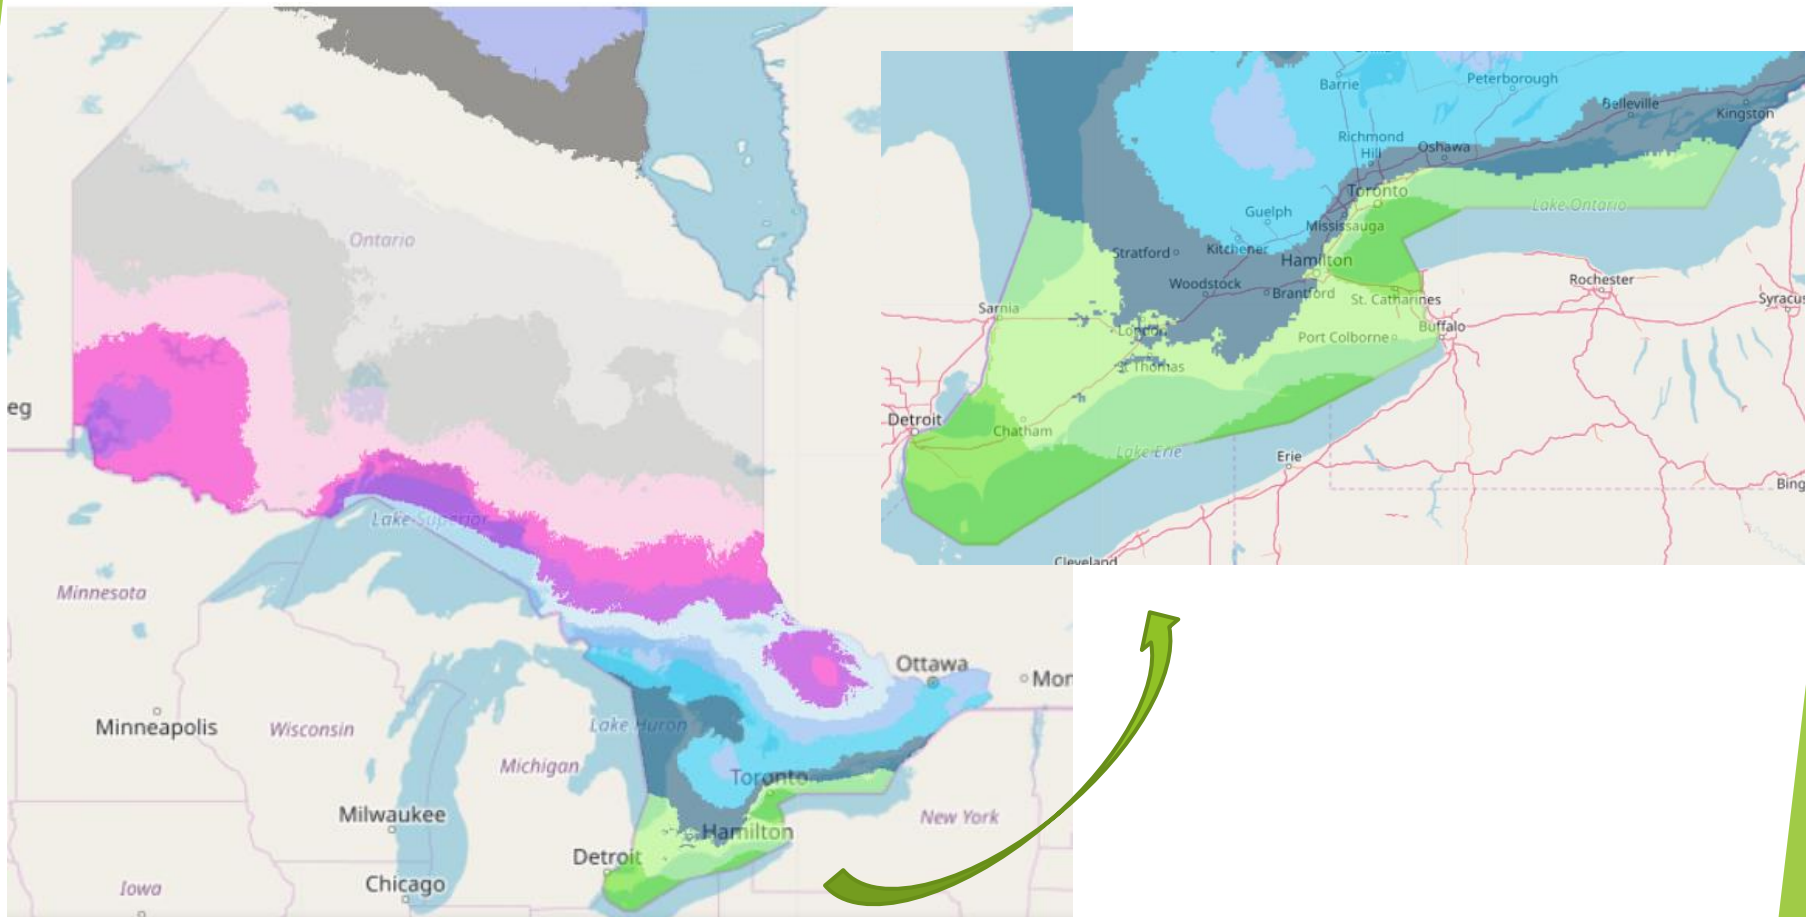 Ontario
eg
Lake Superior
Minnesota
Ottawa
Mon
Minneapolis
Wisconsin
Lake Huron
Michigan
Toronto
Milwaukee
New York
Hamilton
Detroit
Chicago
Iowa
Barrie
Peterborough
Belleville
Kingston
Richmond
Hill
Oshawa
Toronto
Lake Ontario
Guelph
Mississauga
Stratford
Kitchener
Hamilton
Woodstock
Brantford
St. Catharines
Rochester
Syracus
Sarnia
London
Buffalo
Port Colborne
St Thomas
Detroit
Chatham
Lake Erie
Erie
Bing
Cleveland